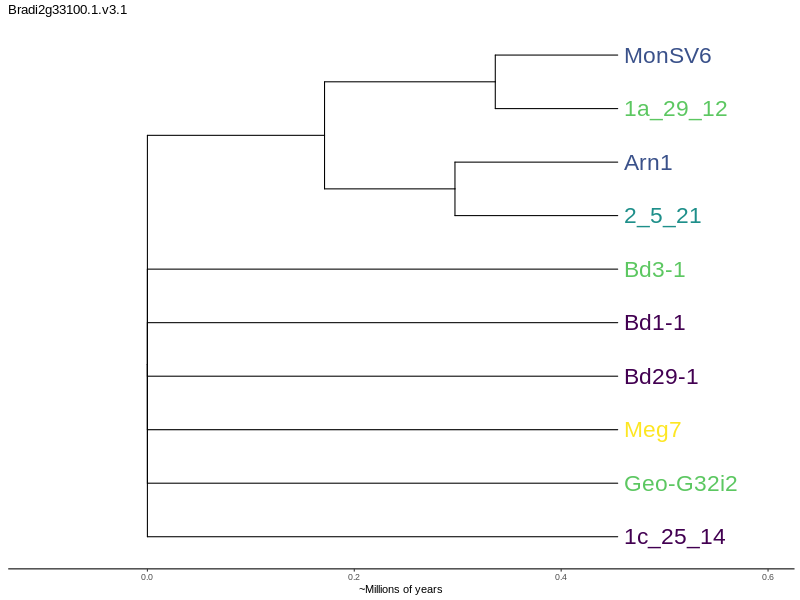 Bradi2g33100.1.v3.1
MonSV6
1a_29_12
Arn1
2_5_21
Bd3-1
Bd1-1
Bd29-1
Meg7
Geo-G32i2
1c_25_14
0.0 0.2 0.4 0.6
~Millions of years